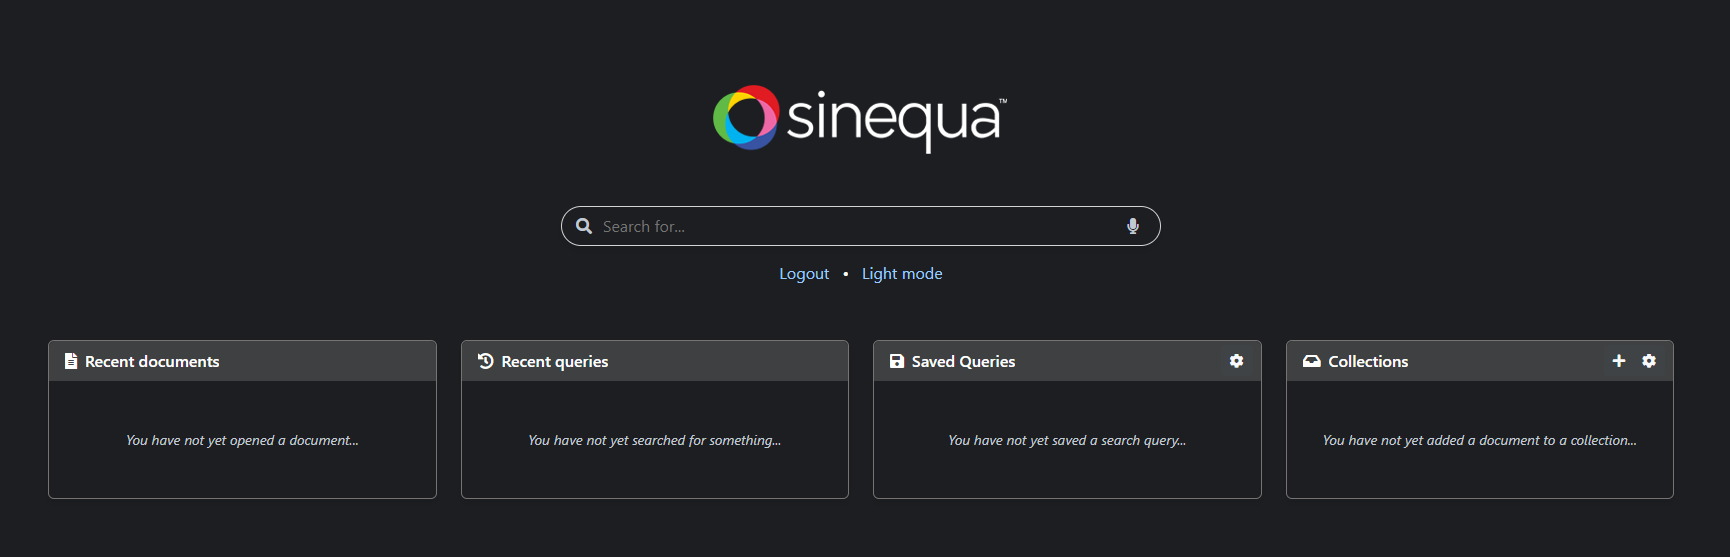 sinequa™
Search for...
Logout • Light mode
Recent documents
You have not yet opened a document...
Recent queries
You have not yet searched for something...
Saved Queries
You have not yet saved a search query...
Collections
You have not yet added a document to a collection...